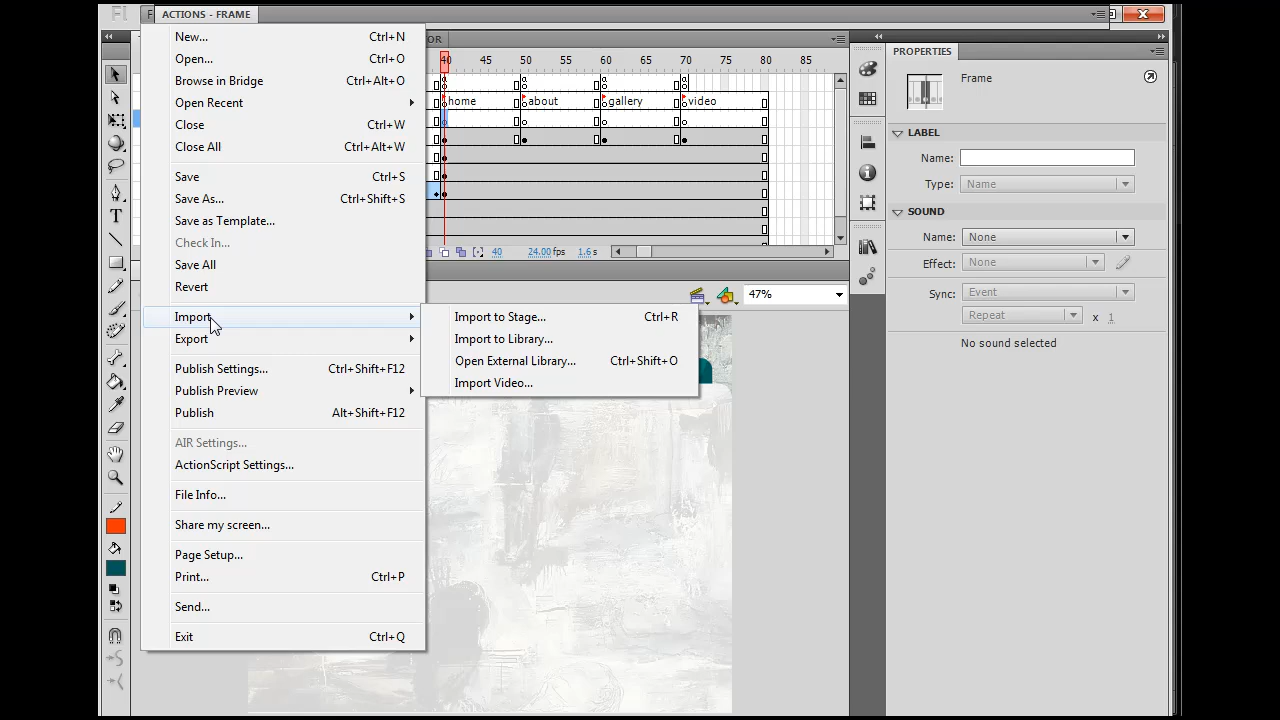 Fl
F
ACTIONS - FRAME
New... Ctrl+N
Open... Ctrl+O
Browse in Bridge Ctrl+Alt+O
Open Recent
Close Ctrl+W
Close All Ctrl+Alt+W
Save Ctrl+S
Save As... Ctrl+Shift+S
Save as Template...
Check In...
Save All
Revert
Import
Export
Publish Settings... Ctrl+Shift+F12
Publish Preview
Publish Alt+Shift+F12
AIR Settings...
ActionScript Settings...
File Info...
Share my screen...
Page Setup...
Print... Ctrl+P
Send...
Exit Ctrl+Q
Import to Stage... Ctrl+R
Import to Library...
Open External Library... Ctrl+Shift+O
Import Video...
OR
40 45 50 55 60 65 70 75 80 85
home about gallery video
40 24.00 fps 1.6 s
47%
PROPERTIES
Frame
LABEL
Name:
Type: Name
SOUND
Name: None
Effect: None
Sync: Event
Repeat x 1
No sound selected